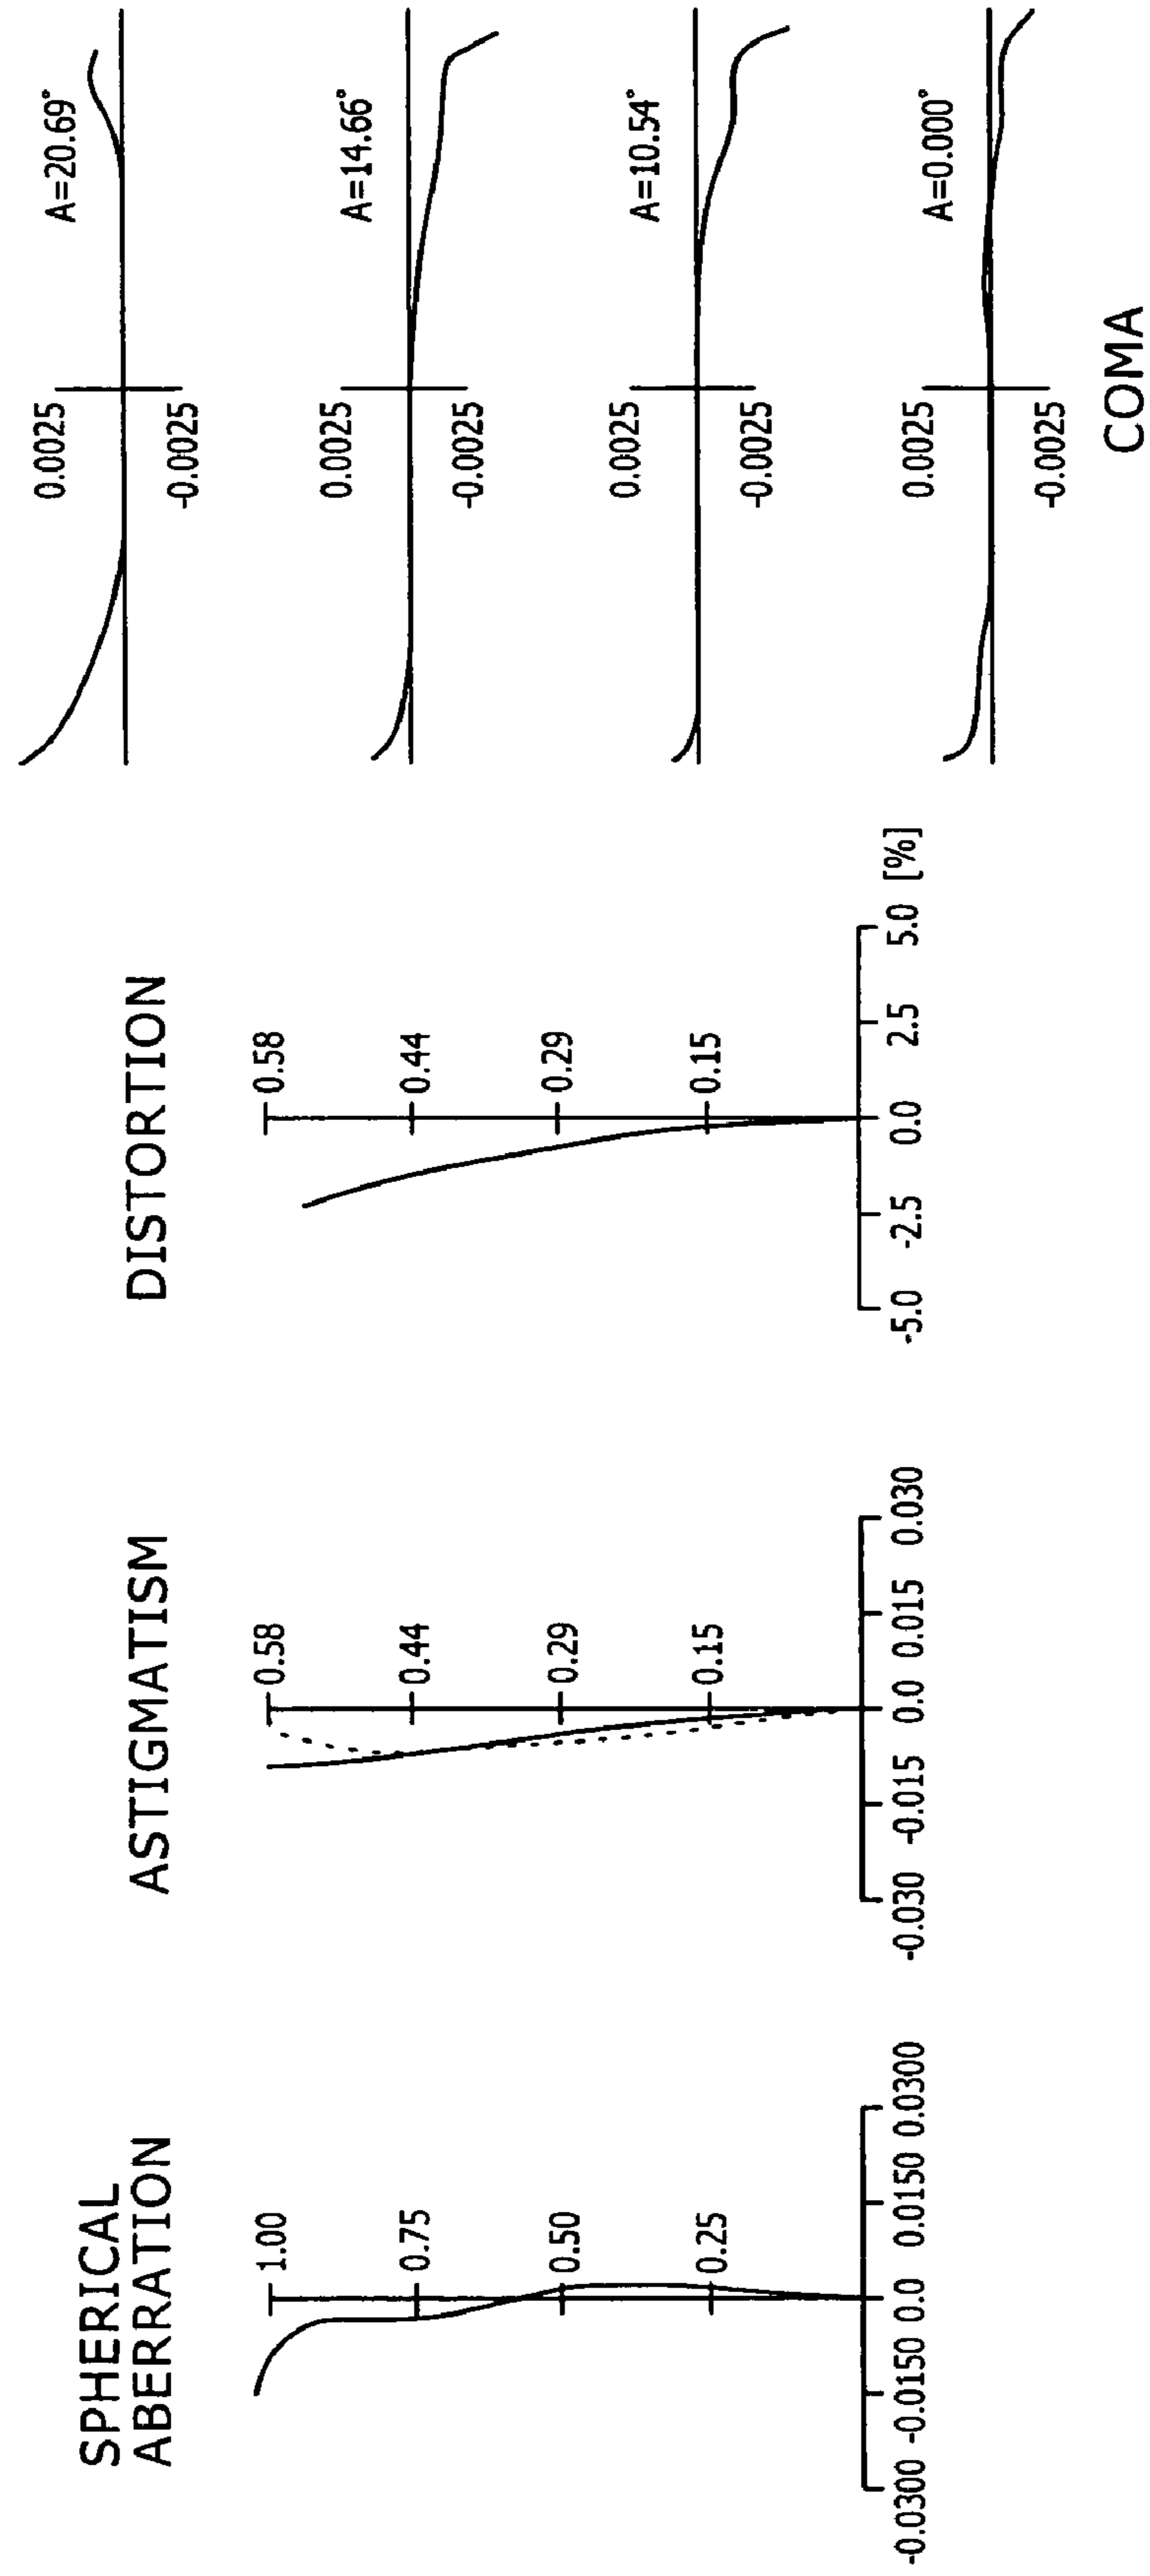 SPHERICAL
ABERRATION
1.00
0.75
0.50
0.25
-0.0300 -0.0150 0.0 0.0150 0.0300
ASTIGMATISM
0.58
0.44
0.29
0.15
-0.030 -0.015 0.0 0.015 0.030
DISTORTION
0.58
0.44
0.29
0.15
-5.0 -2.5 0.0 2.5 5.0 [%]
A=20.69°
0.0025
-0.0025
A=14.66°
0.0025
-0.0025
A=10.54°
0.0025
-0.0025
A=0.000°
0.0025
-0.0025
COMA